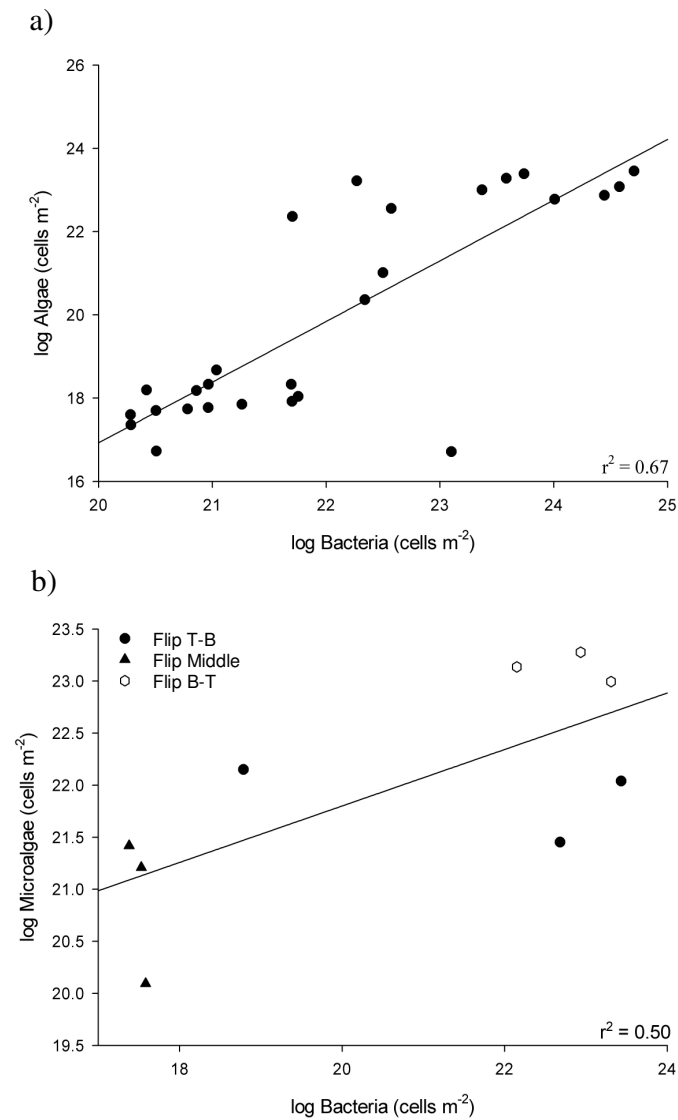 a)
26
24
22
20
18
16
log Algae (cells m⁻²)
20 21 22 23 24 25
r² = 0.67
log Bacteria (cells m⁻²)
b)
23.5
23.0
22.5
22.0
21.5
21.0
20.5
20.0
19.5
log Microalgae (cells m⁻²)
Flip T-B
Flip Middle
Flip B-T
r² = 0.50
18 20 22 24
log Bacteria (cells m⁻²)